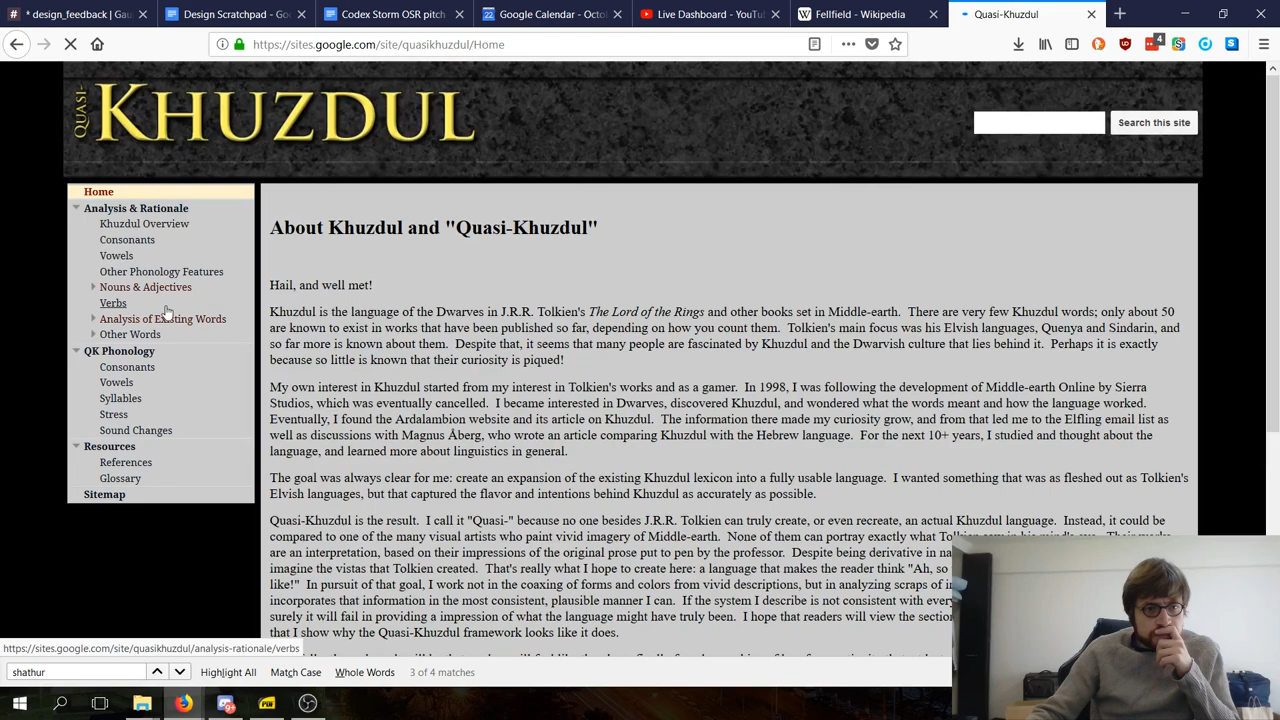 * design_feedback | Gau
Design Scratchpad - Go
Codex Storm OSR pitch
Google Calendar - Octo
Live Dashboard - YouTu
Fellfield - Wikipedia
Quasi-Khuzdul
https://sites.google.com/site/quasikhuzdul/Home
4
QUASI-
KHUZDUL
Search this site
Home
Analysis & Rationale
Khuzdul Overview
Consonants
Vowels
Other Phonology Features
Nouns & Adjectives
Verbs
Analysis of Existing Words
Other Words
QK Phonology
Consonants
Vowels
Syllables
Stress
Sound Changes
Resources
References
Glossary
Sitemap
About Khuzdul and "Quasi-Khuzdul"
Hail, and well met!
Khuzdul is the language of the Dwarves in J.R.R. Tolkien's The Lord of the Rings and other books set in Middle-earth. There are very few Khuzdul words; only about 50
are known to exist in works that have been published so far, depending on how you count them. Tolkien's main focus was his Elvish languages, Quenya and Sindarin, and
so far more is known about them. Despite that, it seems that many people are fascinated by Khuzdul and the Dwarvish culture that lies behind it. Perhaps it is exactly
because so little is known that their curiosity is piqued!
My own interest in Khuzdul started from my interest in Tolkien's works and as a gamer. In 1998, I was following the development of Middle-earth Online by Sierra
Studios, which was eventually cancelled. I became interested in Dwarves, discovered Khuzdul, and wondered what the words meant and how the language worked.
Eventually, I found the Ardalambion website and its article on Khuzdul. The information there made my curiosity grow, and from that led me to the Elfling email list as
well as discussions with Magnus Åberg, who wrote an article comparing Khuzdul with the Hebrew language. For the next 10+ years, I studied and thought about the
language, and learned more about linguistics in general.
The goal was always clear for me: create an expansion of the existing Khuzdul lexicon into a fully usable language. I wanted something that was as fleshed out as Tolkien's
Elvish languages, but that captured the flavor and intentions behind Khuzdul as accurately as possible.
Quasi-Khuzdul is the result. I call it "Quasi-" because no one besides J.R.R. Tolkien can truly create, or even recreate, an actual Khuzdul language. Instead, it could be
compared to one of the many visual artists who paint vivid imagery of Middle-earth. None of them can portray exactly what
are an interpretation, based on their impressions of the original prose put to pen by the professor. Despite being derivative in
imagine the vistas that Tolkien created. That's really what I hope to create here: a language that makes the reader think "Ah, so
like!" In pursuit of that goal, I work not in the coaxing of forms and colors from vivid descriptions, but in analyzing scraps of
incorporates that information in the most consistent, plausible manner I can. If the system I describe is not consistent with
surely it will fail in providing a impression of what the language might have truly been. I hope that readers will view the
that I show why the Quasi-Khuzdul framework looks like it does.
https://sites.google.com/site/quasikhuzdul/analysis-rationale/verbs
shathur
Highlight All
Match Case
Whole Words
3 of 4 matches
PDF